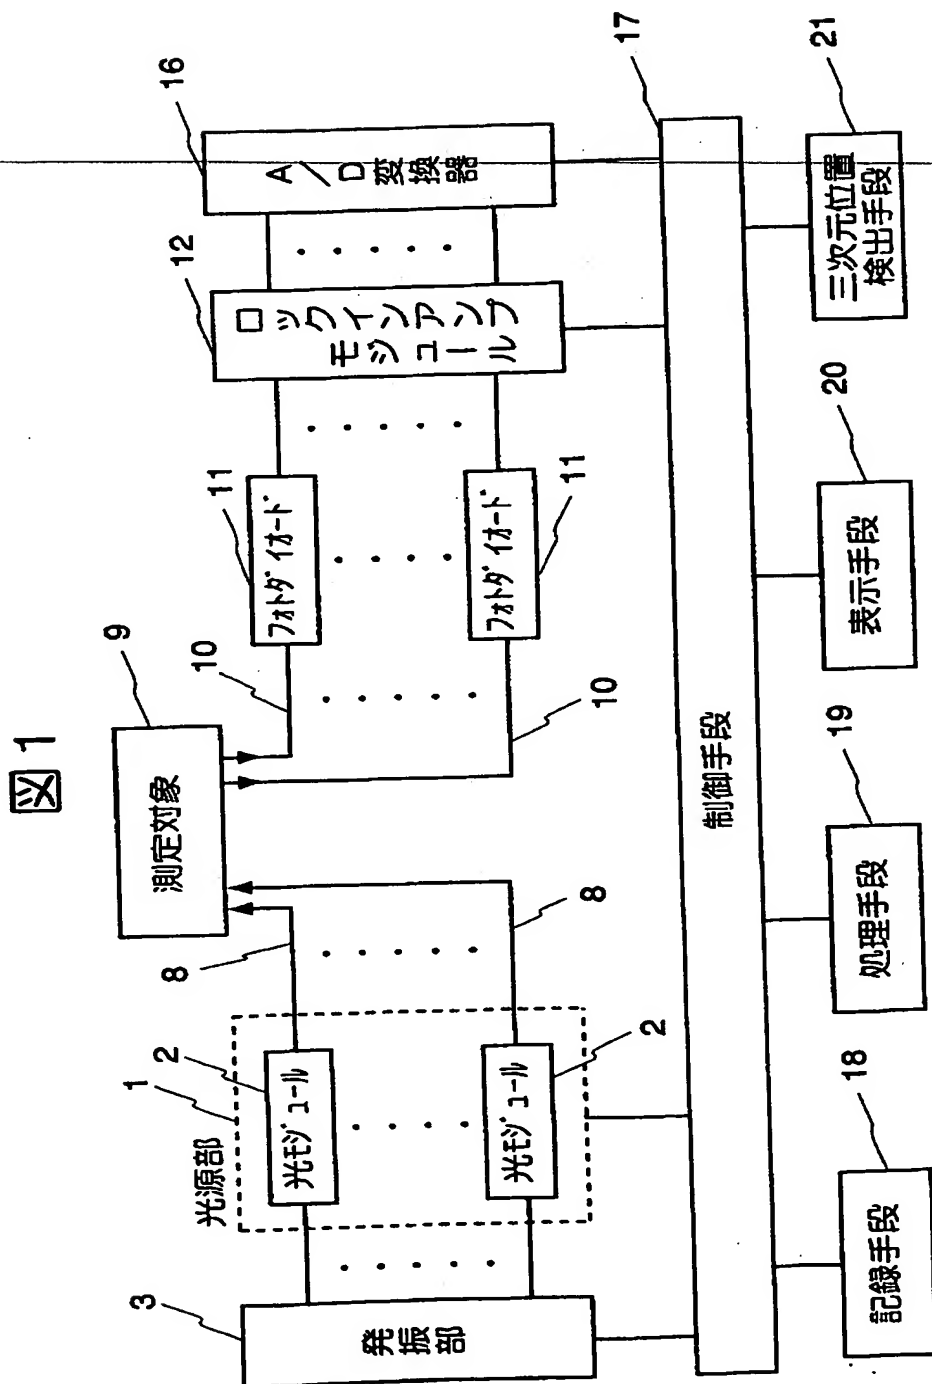 図 1
測定対象
9
光源部
1
光モジュール
2
光モジュール
2
発振部
3
8
8
10
10
フォトダイオード
11
フォトダイオード
11
ロックインアンプ
モジュール
12
A/D変換器
16
制御手段
17
記録手段
18
処理手段
19
表示手段
20
三次元位置
検出手段
21